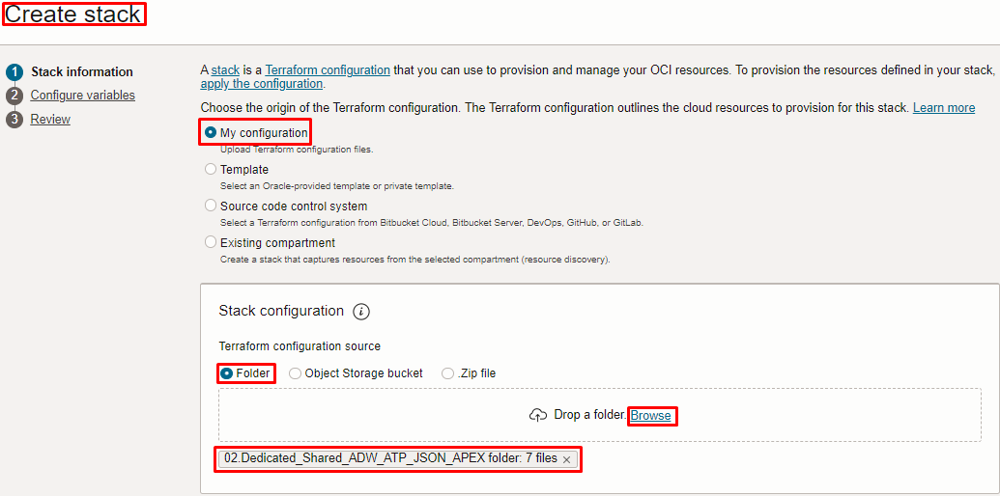 Create stack
1 Stack information
2 Configure variables
3 Review
A stack is a Terraform configuration that you can use to provision and manage your OCI resources. To provision the resources defined in your stack,
apply the configuration.
Choose the origin of the Terraform configuration. The Terraform configuration outlines the cloud resources to provision for this stack. Learn more
My configuration
Upload Terraform configuration files.
Template
Select an Oracle-provided template or private template.
Source code control system
Select a Terraform configuration from Bitbucket Cloud, Bitbucket Server, DevOps, GitHub, or GitLab.
Existing compartment
Create a stack that captures resources from the selected compartment (resource discovery).
Stack configuration i
Terraform configuration source
Folder Object Storage bucket .Zip file
Drop a folder. Browse
02.Dedicated_Shared_ADW_ATP_JSON_APEX folder: 7 files ×